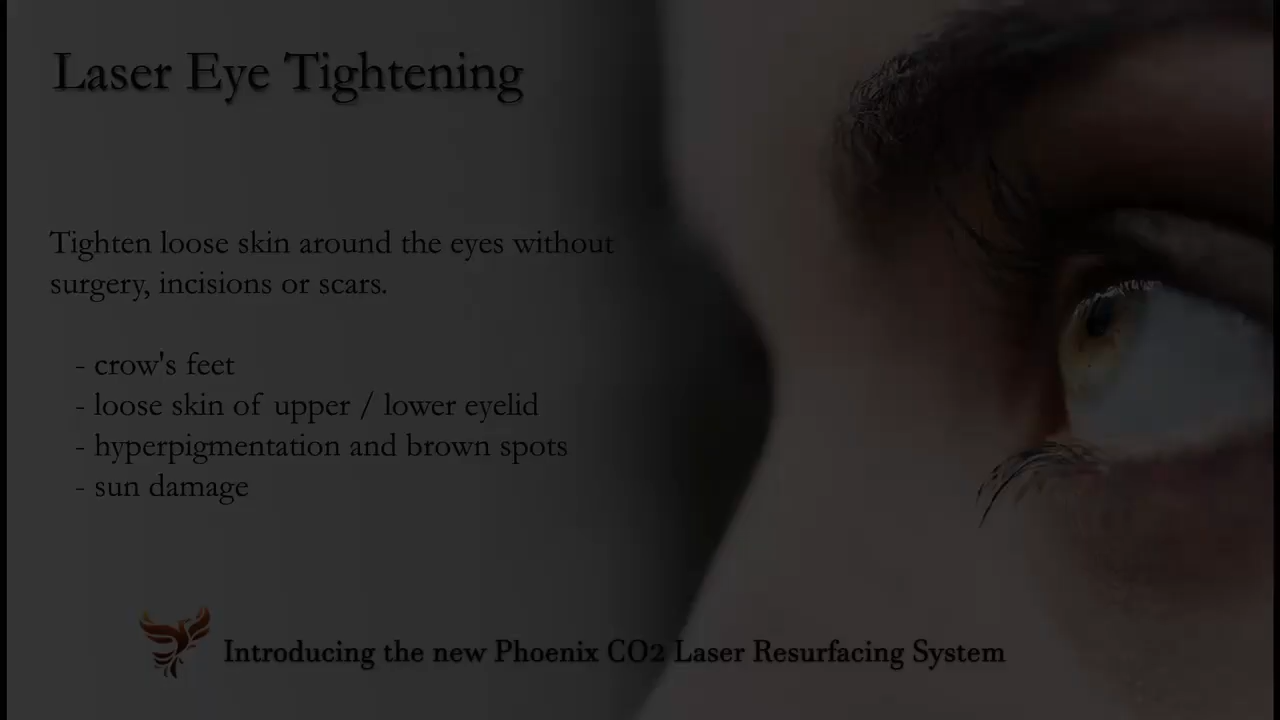 Laser Eye Tightening
Tighten loose skin around the eyes without
surgery, incisions or scars.
- crow's feet
- loose skin of upper / lower eyelid
- hyperpigmentation and brown spots
- sun damage
Introducing the new Phoenix CO2 Laser Resurfacing System